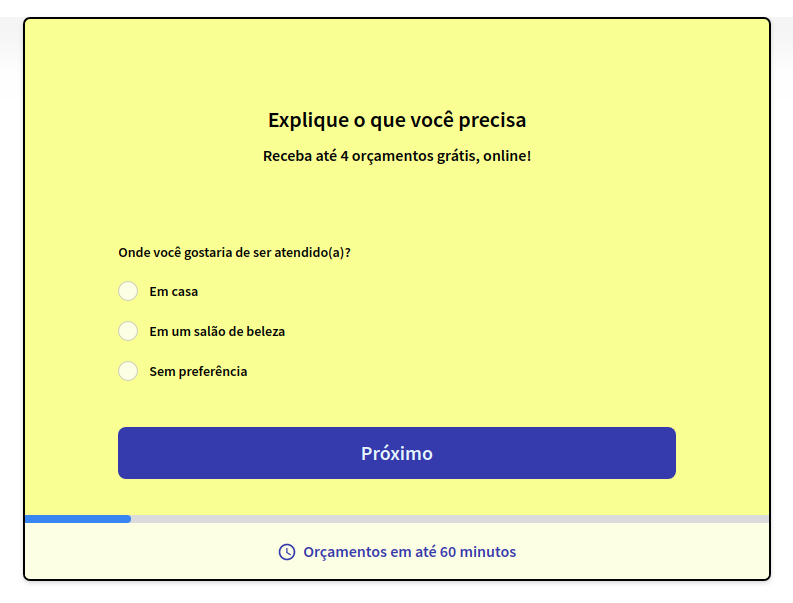 Explique o que você precisa
Receba até 4 orçamentos grátis, online!
Onde você gostaria de ser atendido(a)?
Em casa
Em um salão de beleza
Sem preferência
Próximo
Orçamentos em até 60 minutos